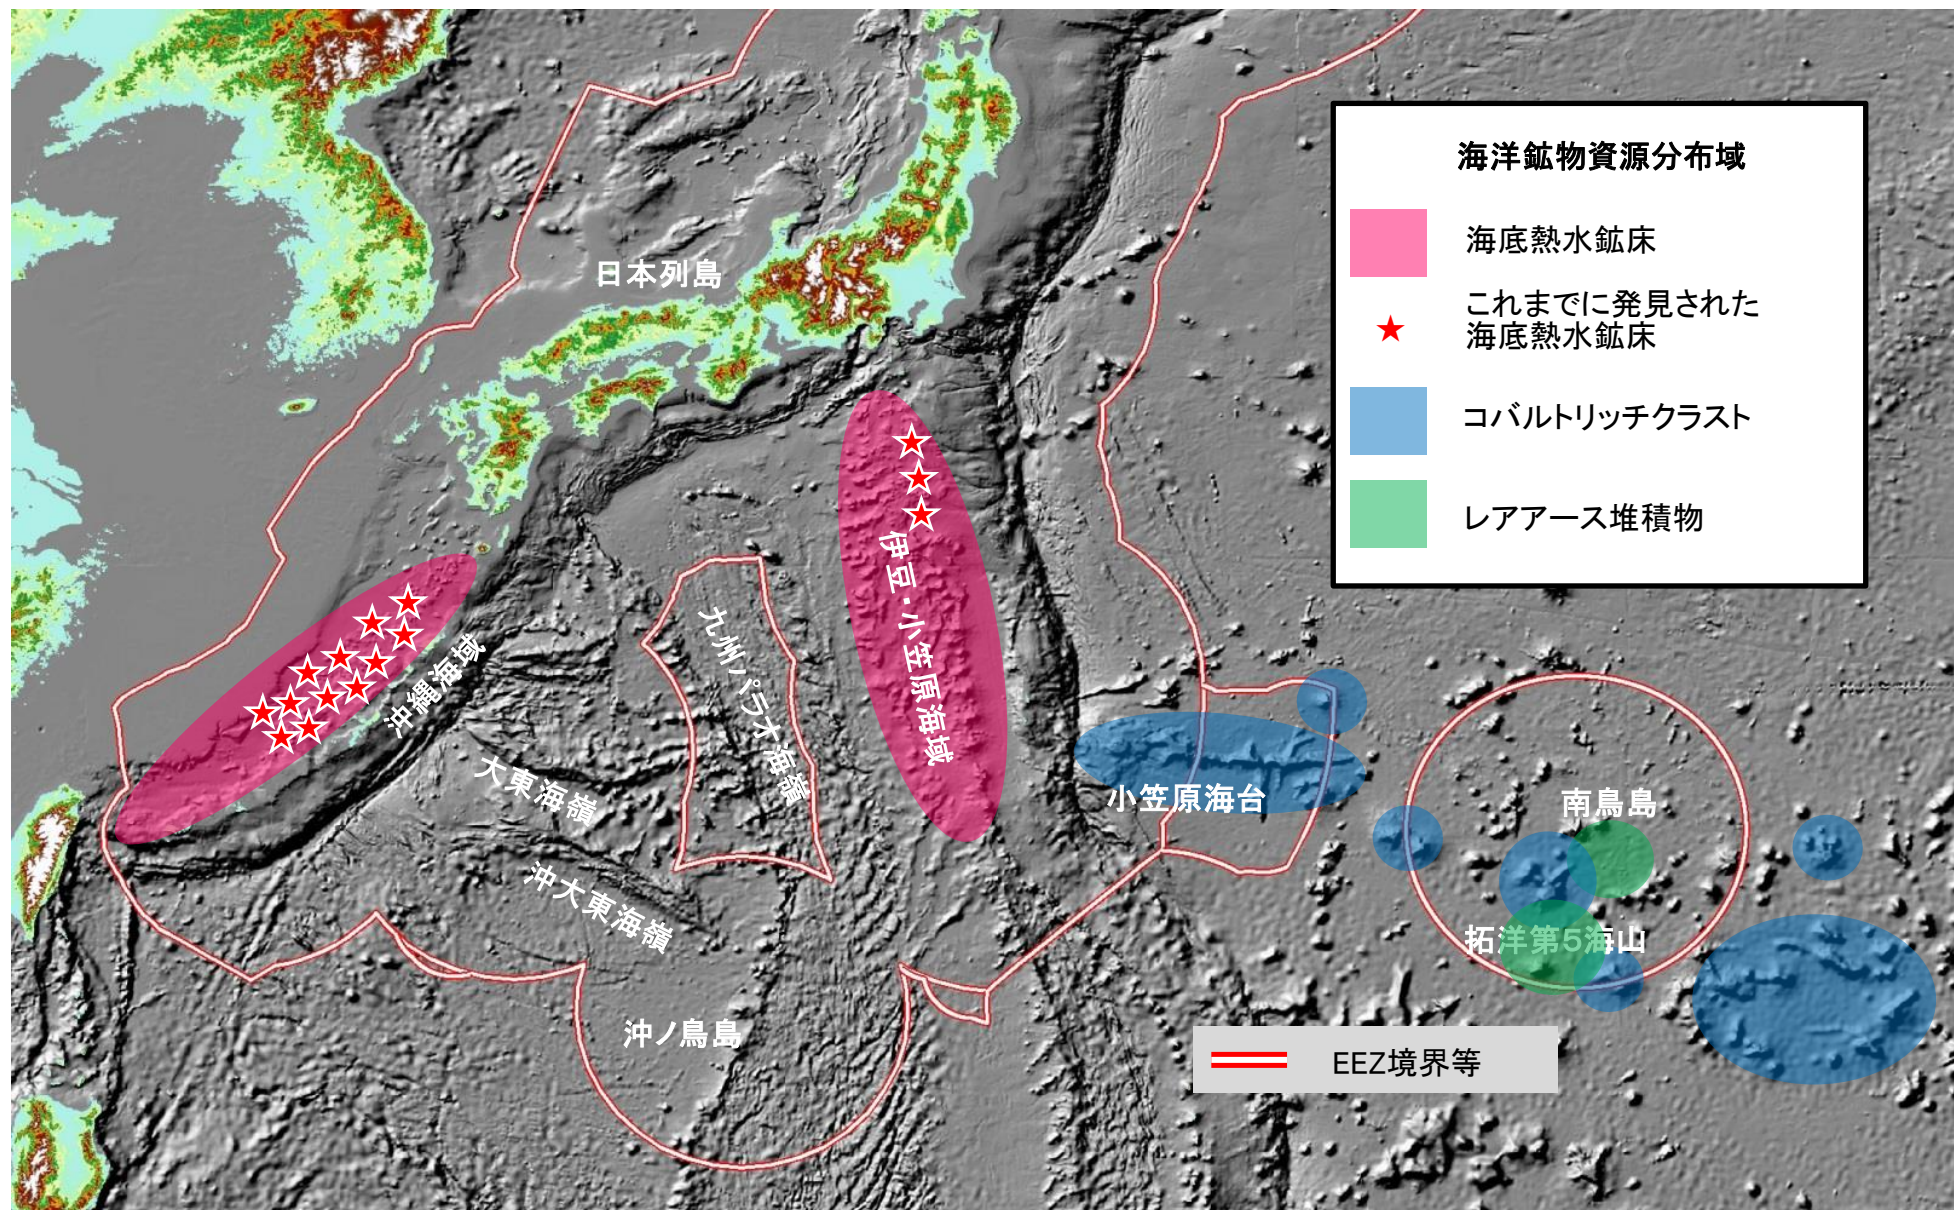 海洋鉱物資源分布域
海底熱水鉱床
これまでに発見された
海底熱水鉱床
コバルトリッチクラスト
レアアース堆積物
日本列島
伊豆・小笠原海域
九州パラオ海嶺
沖縄海域
大東海嶺
小笠原海台
南鳥島
沖大東海嶺
拓洋第5海山
沖ノ鳥島
EEZ境界等